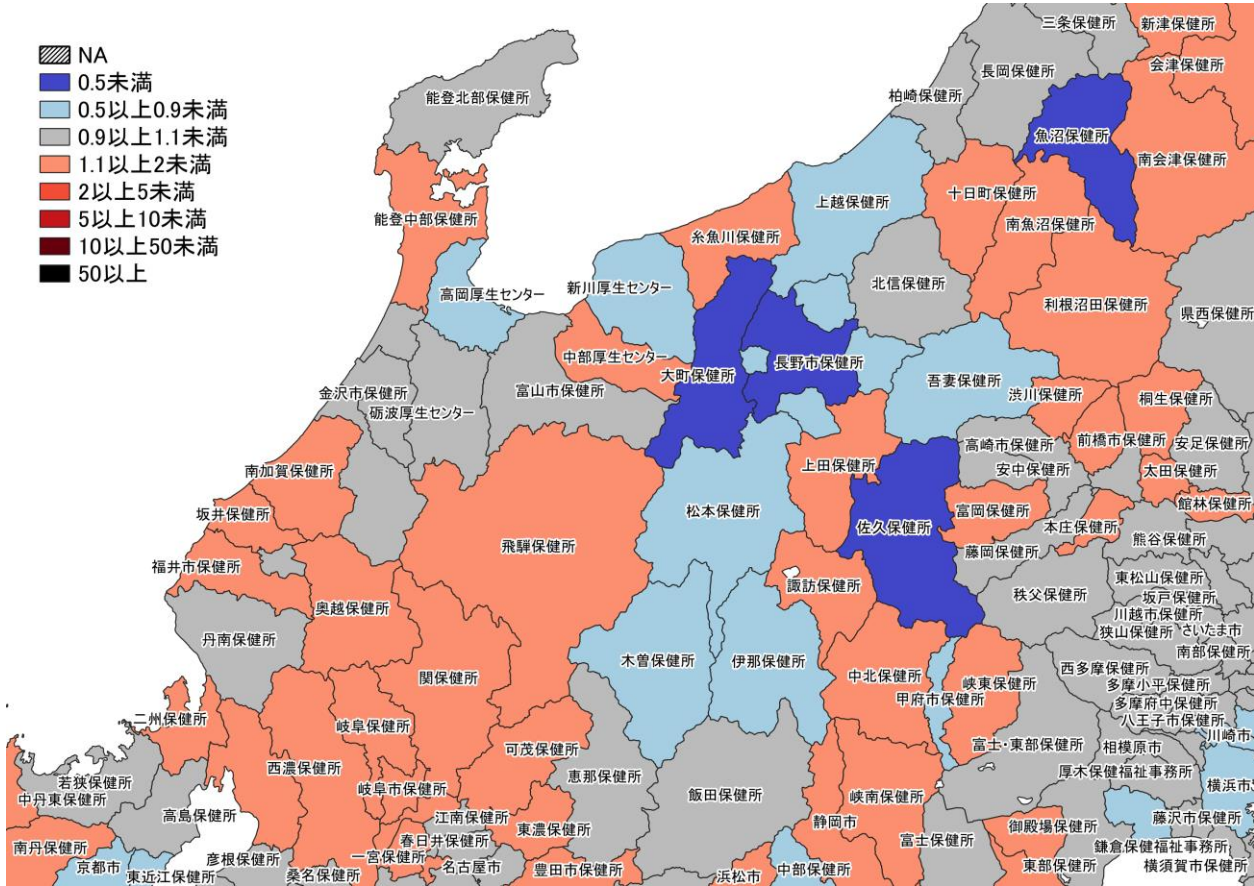 NA
0.5未満
0.5以上0.9未満
0.9以上1.1未満
1.1以上2未満
2以上5未満
5以上10未満
10以上50未満
50以上
三条保健所
新津保健所
長岡保健所
会津保健所
能登北部保健所
柏崎保健所
魚沼保健所
南会津保健所
十日町保健所
上越保健所
能登中部保健所
南魚沼保健所
糸魚川保健所
新川厚生センター
北信保健所
高岡厚生センター
利根沼田保健所
県西保健所
中部厚生センター
長野市保健所
大町保健所
吾妻保健所
金沢市保健所
富山市保健所
渋川保健所
桐生保健所
砺波厚生センター
高崎市保健所
前橋市保健所
安足保健所
南加賀保健所
上田保健所
安中保健所
太田保健所
坂井保健所
松本保健所
佐久保健所
富岡保健所
館林保健所
本庄保健所
飛騨保健所
藤岡保健所
熊谷保健所
福井市保健所
奥越保健所
諏訪保健所
秩父保健所
東松山保健所
坂戸保健所
川越市保健所
狭山保健所
さいたま市
丹南保健所
木曽保健所
伊那保健所
南部保健所
関保健所
中北保健所
峡東保健所
西多摩保健所
多摩小平保健所
甲府市保健所
多摩府中保健所
二州保健所
岐阜保健所
八王子市保健所
川崎市
可茂保健所
富士・東部保健所
相模原市
西濃保健所
恵那保健所
厚木保健福祉事務所
若狭保健所
岐阜市保健所
飯田保健所
峡南保健所
横浜市
中丹東保健所
高島保健所
江南保健所
東濃保健所
静岡市
御殿場保健所
藤沢市保健所
春日井保健所
富士保健所
鎌倉保健福祉事務所
南丹保健所
京都市
東近江保健所
彦根保健所
桑名保健所
一宮保健所
名古屋市
豊田市保健所
浜松市
中部保健所
東部保健所
横須賀市保健所